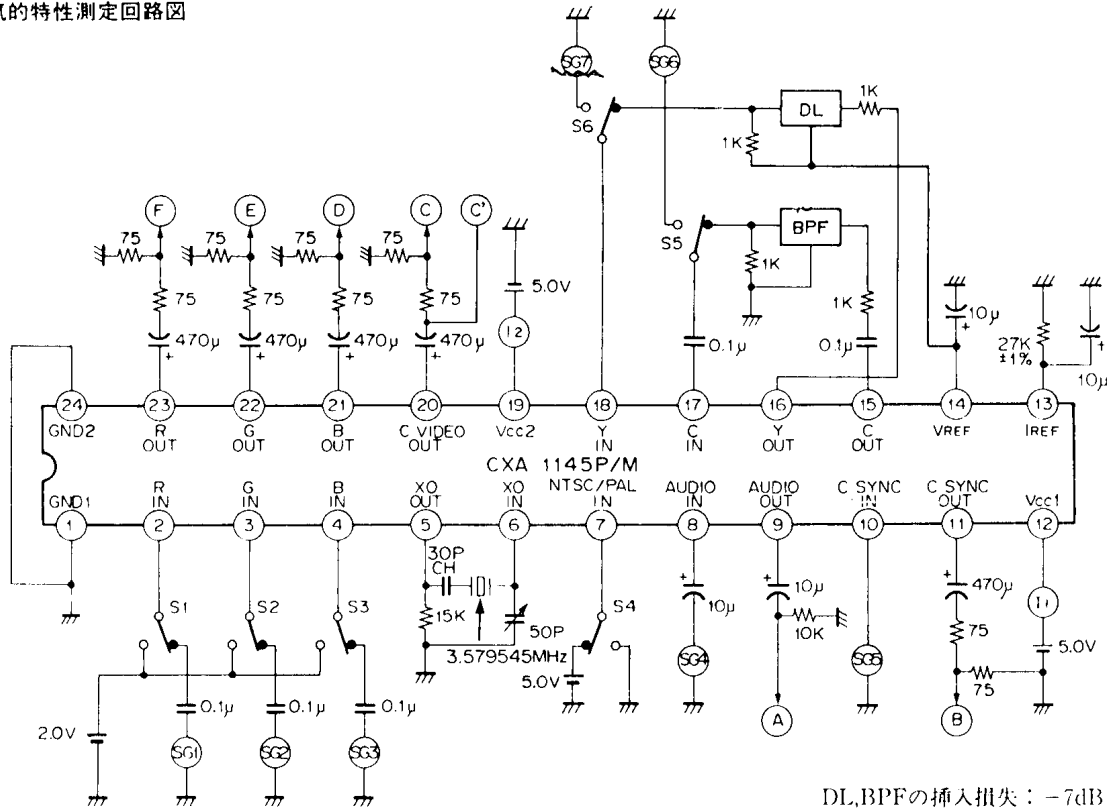 気的特性測定回路図
SG7
SG6
S6
DL
1K
1K
F
E
D
C
C'
75
75
75
75
S5
BPF
5.0V
1K
75
75
75
75
1K
10μ
470μ
470μ
470μ
470μ
I2
0.1μ
0.1μ
27K
±1%
10μ
24
23
22
21
20
19
18
17
16
15
14
13
GND2
R
OUT
G
OUT
B
OUT
C VIDEO
OUT
Vcc2
Y
IN
C
IN
Y
OUT
C
OUT
VREF
IREF
CXA 1145P/M
GND1
R
IN
G
IN
B
IN
XO
OUT
XO
IN
NTSC/PAL
IN
AUDIO
IN
AUDIO
OUT
C SYNC
IN
C SYNC
OUT
Vcc1
1
2
3
4
5
6
7
8
9
10
11
12
30P
CH
S1
S2
S3
15K
50P
3.579545MHz
S4
5.0V
10μ
10μ
10K
470μ
75
I1
5.0V
75
SG4
SG5
0.1μ
0.1μ
0.1μ
2.0V
SG1
SG2
SG3
A
B
DL,BPFの挿入損失：−7dB